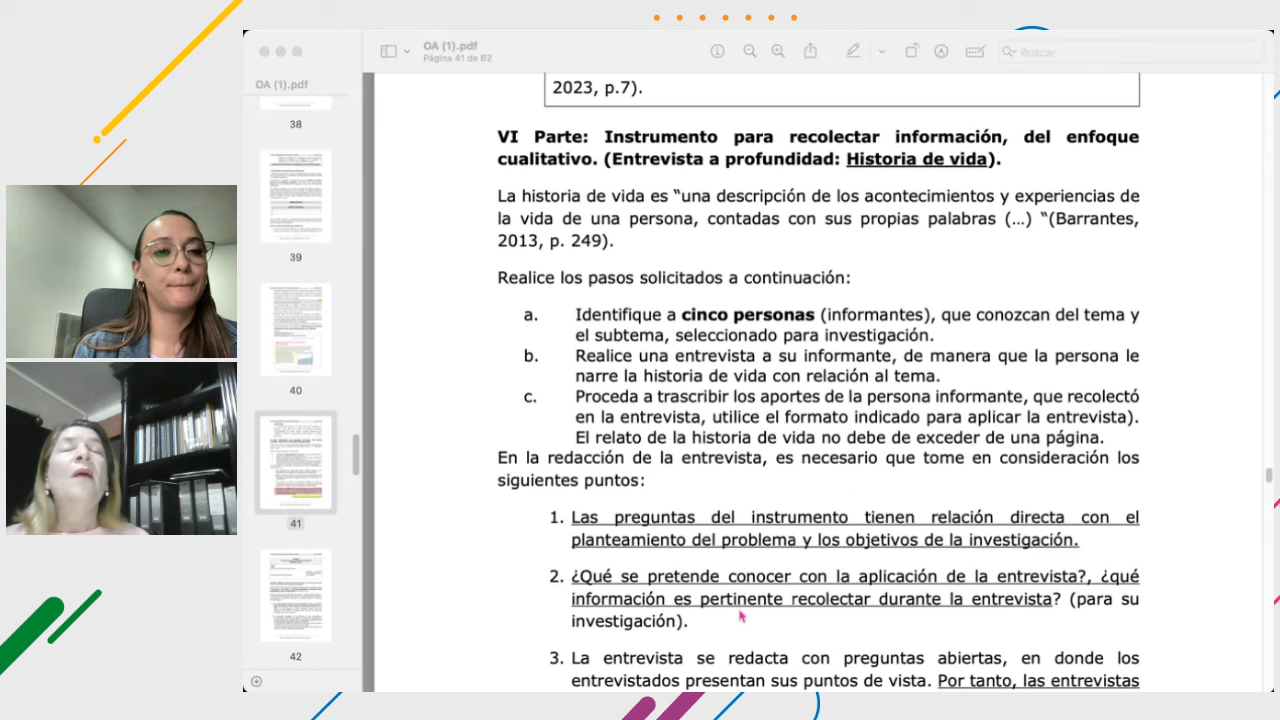 OA (1).pdf
Página 41 de 62
Buscar
OA (1).pdf
38
39
40
41
42
2023, p.7).
VI Parte: Instrumento para recolectar información, del enfoque
cualitativo. (Entrevista a profundidad: Historia de vida).
La historia de vida es “una descripción de los acontecimientos y experiencias de
la vida de una persona, narradas con sus propias palabras (…) “(Barrantes,
2013, p. 249).
Realice los pasos solicitados a continuación:
a. Identifique a cinco personas (informantes), que conozcan del tema y
el subtema, seleccionado para investigación.
b. Realice una entrevista a su informante, de manera que la persona le
narre la historia de vida con relación al tema.
c. Proceda a trascribir los aportes de la persona informante, que recolectó
en la entrevista, utilice el formato indicado para aplicar la entrevista).
El relato de la historia de vida no debe de exceder de una página.
En la redacción de la entrevista, es necesario que tome en consideración los
siguientes puntos:
1. Las preguntas del instrumento tienen relación directa con el
planteamiento del problema y los objetivos de la investigación.
2. ¿Qué se pretende conocer con la aplicación de la entrevista? ¿qué
información es pertinente recolectar durante la entrevista? (para su
investigación).
3. La entrevista se redacta con preguntas abiertas, en donde los
entrevistados presentan sus puntos de vista. Por tanto, las entrevistas